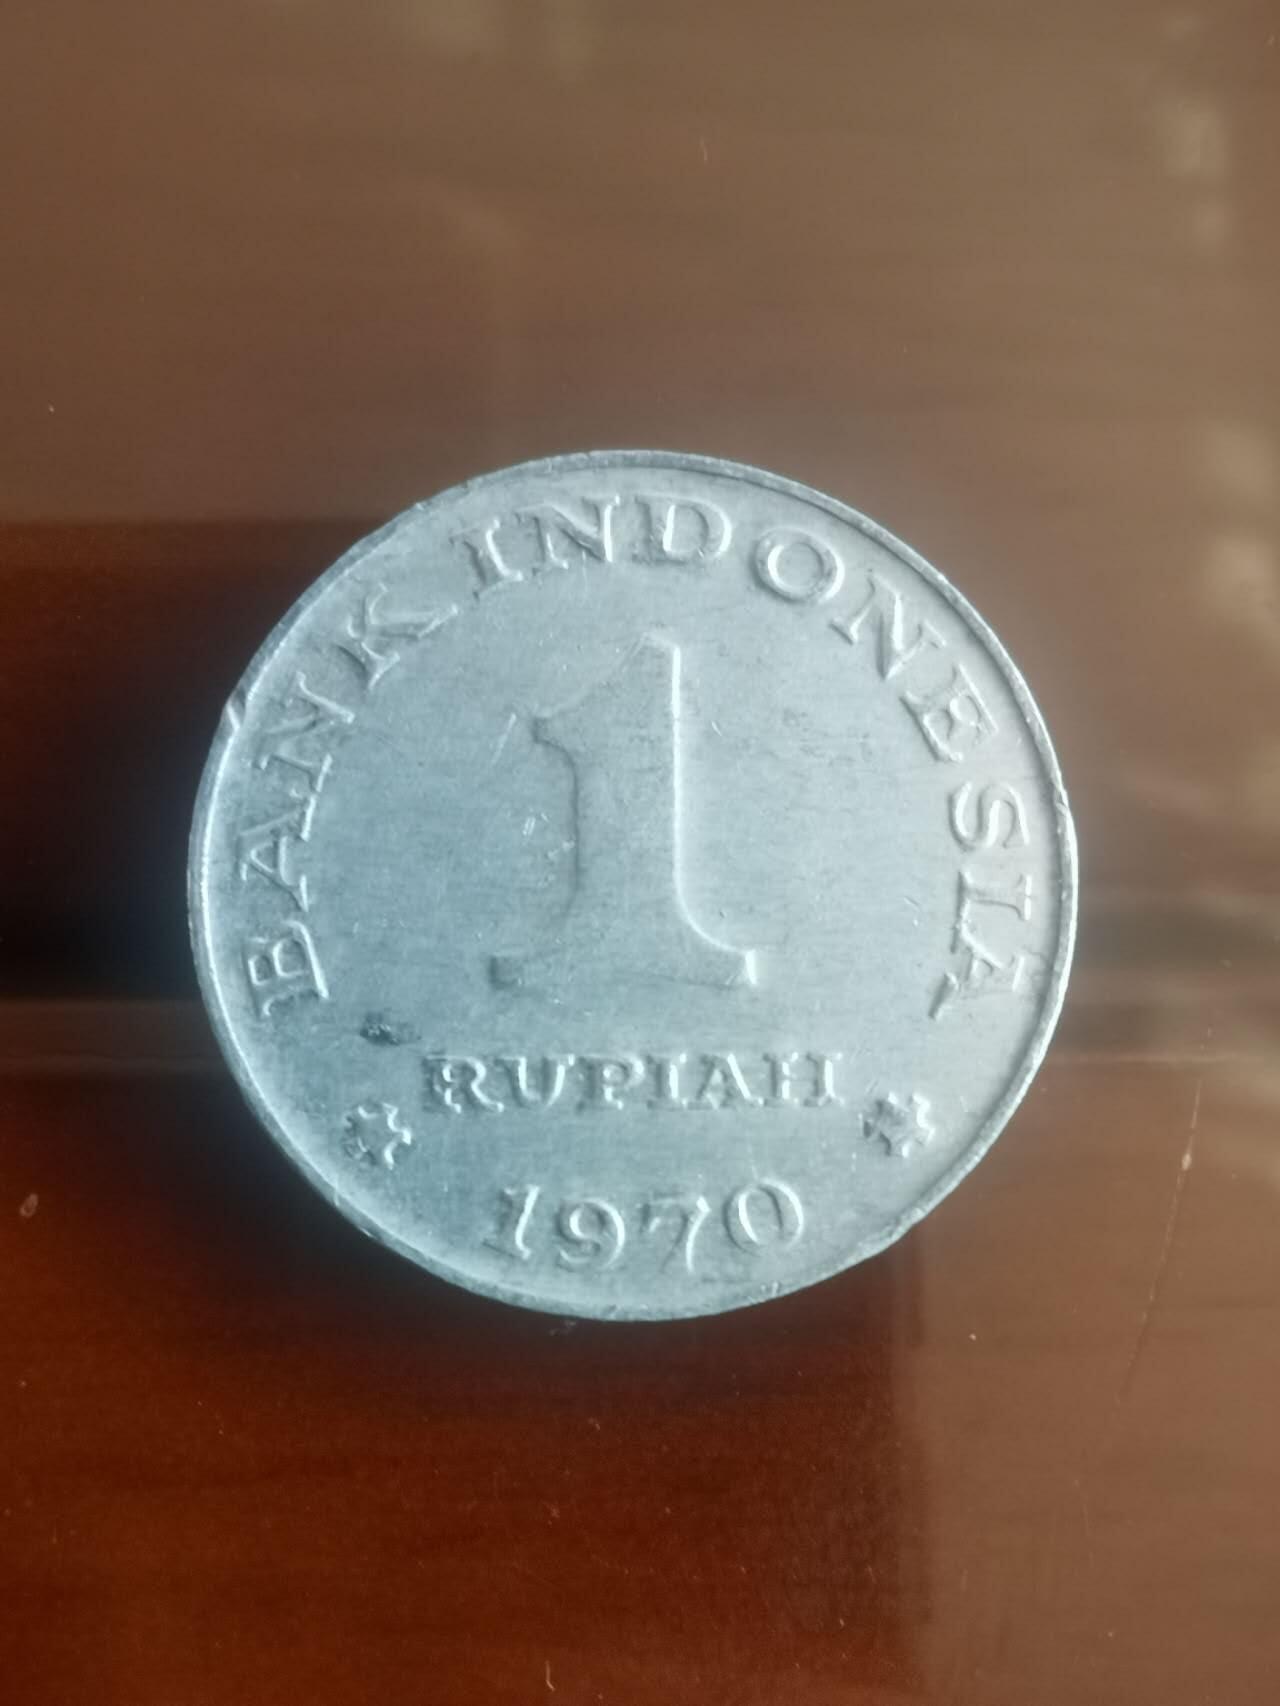 BANK INDONESIA
1
RUPIAH
1970